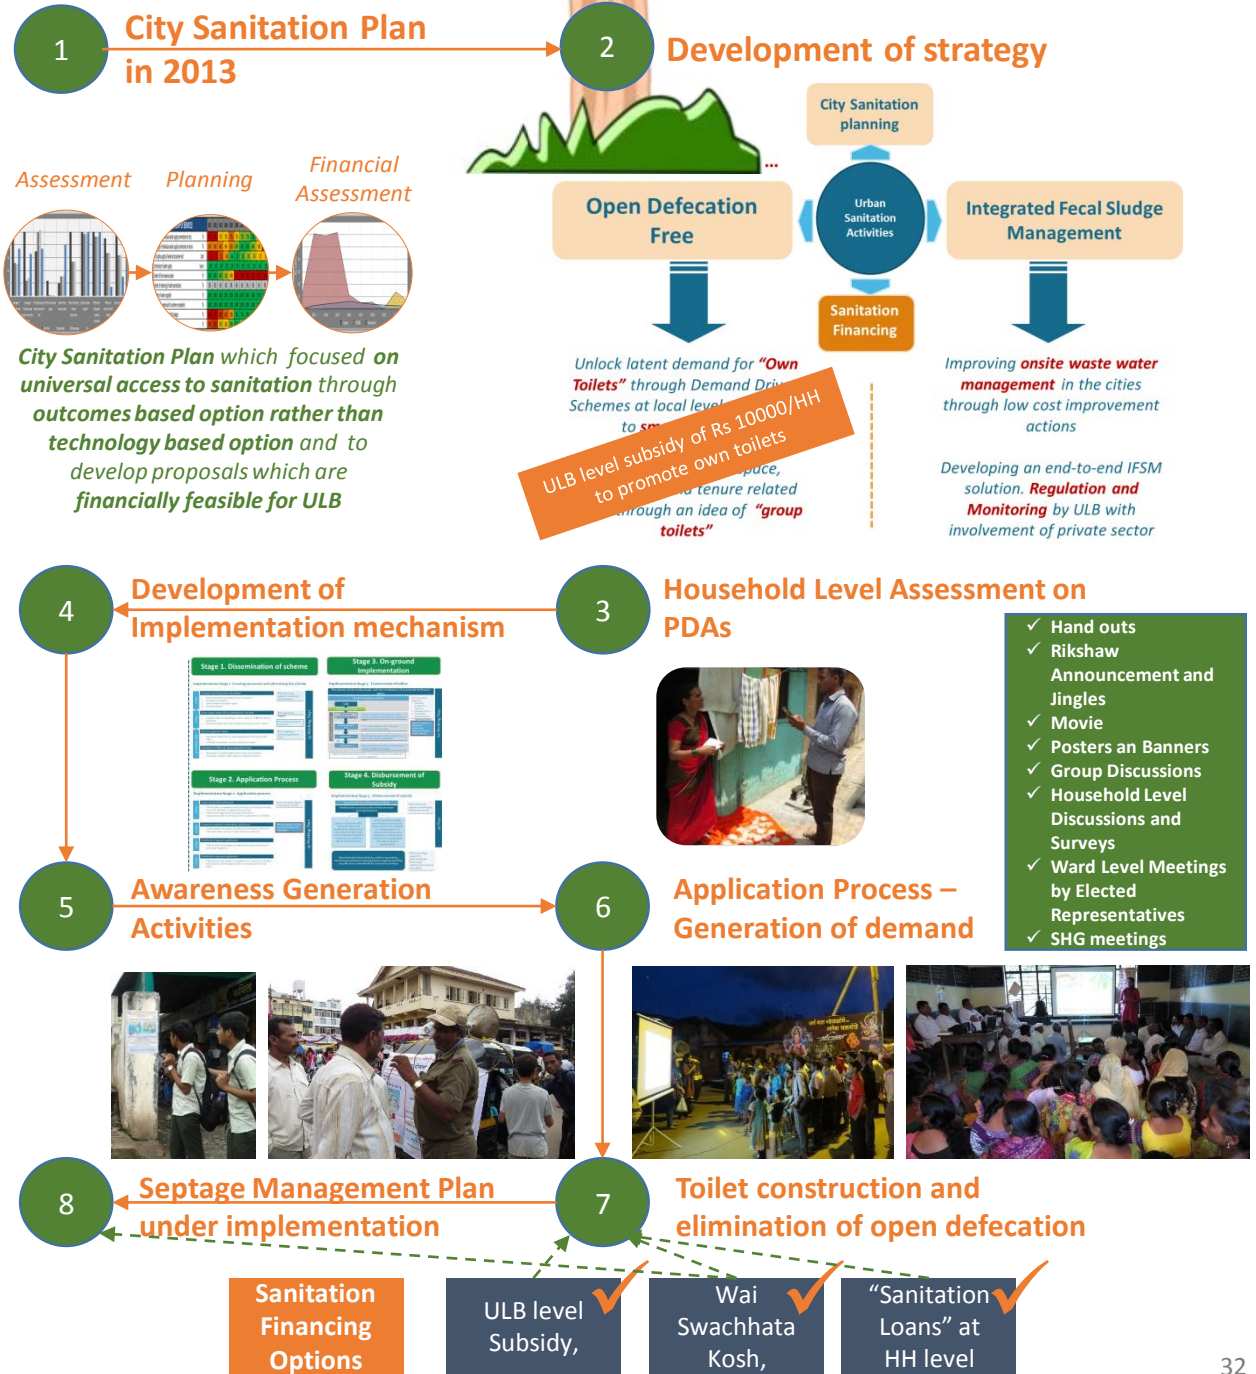 1
City Sanitation Plan
in 2013
2
Development of strategy
Assessment
Planning
Financial
Assessment
City Sanitation Plan which focused on
universal access to sanitation through
outcomes based option rather than
technology based option and to
develop proposals which are
financially feasible for ULB
...
City Sanitation
planning
Open Defecation
Free
Urban
Sanitation
Activities
Integrated Fecal Sludge
Management
Sanitation
Financing
Unlock latent demand for “Own
Toilets” through Demand
Schemes at local
to
ULB level subsidy of Rs 10000/HH
to promote own toilets
tenure related
through an idea of “group
toilets”
Improving onsite waste water
management in the cities
through low cost improvement
actions
Developing an end-to-end IFSM
solution. Regulation and
Monitoring by ULB with
involvement of private sector
4
Development of
Implementation mechanism
3
Household Level Assessment on
PDAs
Stage 1. Dissemination of scheme
Stage 3. On-ground
Implementation
Stage 2. Application Process
Stage 4. Disbursement of
Subsidy
✓ Hand outs
✓ Rikshaw
Announcement and
Jingles
✓ Movie
✓ Posters an Banners
✓ Group Discussions
✓ Household Level
Discussions and
Surveys
✓ Ward Level Meetings
by Elected
Representatives
✓ SHG meetings
5
Awareness Generation
Activities
6
Application Process –
Generation of demand
8
Septage Management Plan
under implementation
7
Toilet construction and
elimination of open defecation
Sanitation
Financing
Options
ULB level
Subsidy,
Wai
Swachhata
Kosh,
“Sanitation
Loans” at
HH level
32